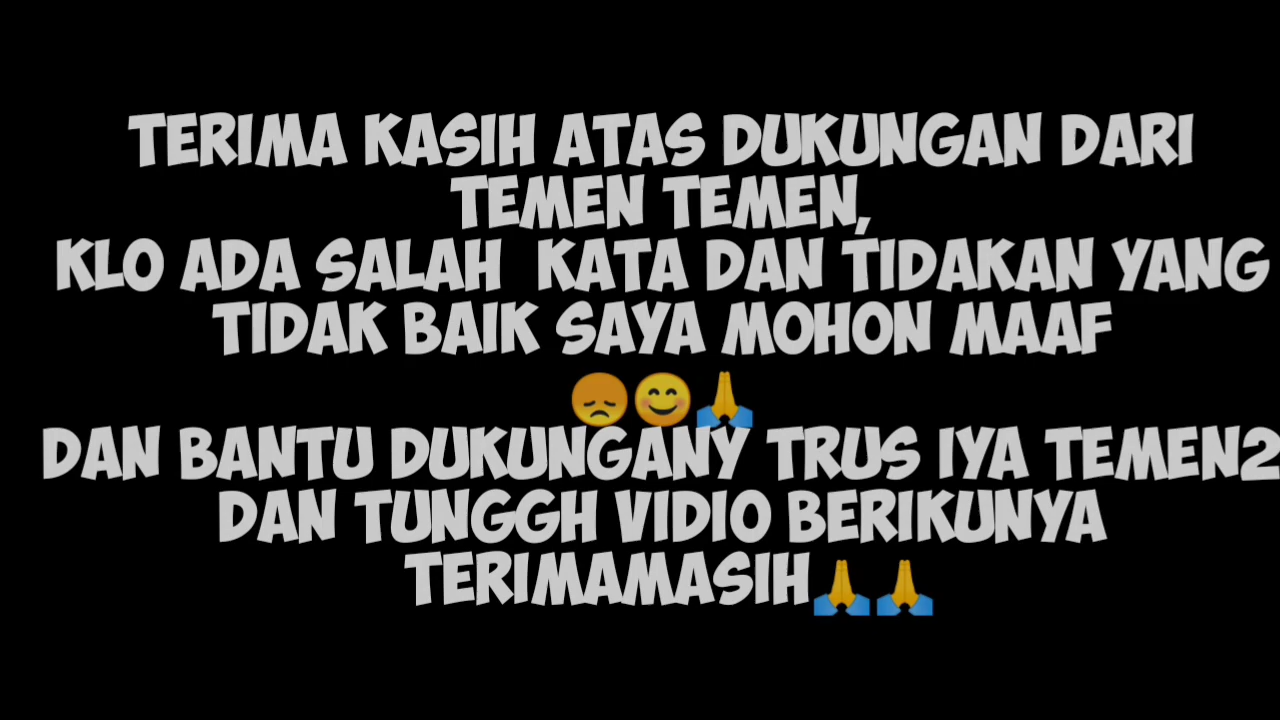 TERIMA KASIH ATAS DUKUNGAN DARI
TEMEN TEMEN,
KLO ADA SALAH KATA DAN TIDAKAN YANG
TIDAK BAIK SAYA MOHON MAAF
😞😊🙏
DAN BANTU DUKUNGANY TRUS IYA TEMEN2
DAN TUNGGH VIDIO BERIKUNYA
TERIMAMASIH🙏🙏